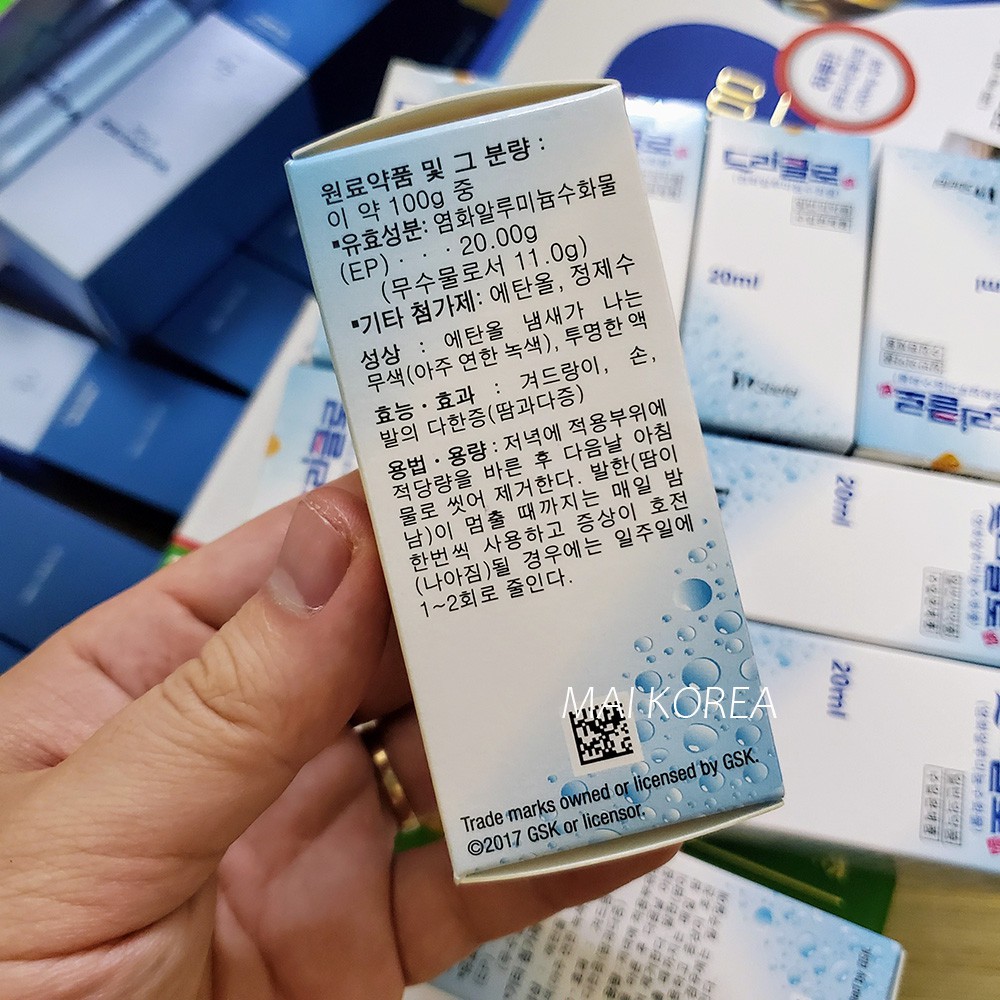 원료약품 및 그 분량 :
이 약 100g 중
▪유효성분: 염화알루미늄수화물
(EP) · · · 20.00g
(무수물로서 11.0g)
▪기타 첨가제: 에탄올, 정제수
성상 : 에탄올 냄새가 나는
무색(아주 연한 녹색), 투명한 액
효능 · 효과 : 겨드랑이, 손,
발의 다한증(땀과다증)
용법 · 용량 : 저녁에 적용부위에
적당량을 바른 후 다음날 아침
물로 씻어 제거한다. 발한(땀이
남)이 멈출 때까지는 매일 밤
한번씩 사용하고 증상이 호전
(나아짐)될 경우에는 일주일에
1~2회로 줄인다.
MAI KOREA
Trade marks owned or licensed by GSK.
©2017 GSK or licensor.
드리클로
20ml
20ml
20ml